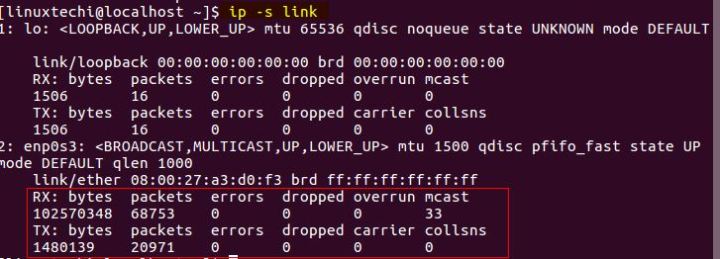 [linuxtechi@localhost ~]$ ip -s link
1: lo: <LOOPBACK,UP,LOWER_UP> mtu 65536 qdisc noqueue state UNKNOWN mode DEFAULT
link/loopback 00:00:00:00:00:00 brd 00:00:00:00:00:00
RX: bytes packets errors dropped overrun mcast
1506 16 0 0 0 0
TX: bytes packets errors dropped carrier collsns
1506 16 0 0 0 0
2: enp0s3: <BROADCAST,MULTICAST,UP,LOWER_UP> mtu 1500 qdisc pfifo_fast state UP
mode DEFAULT qlen 1000
link/ether 08:00:27:a3:d0:f3 brd ff:ff:ff:ff:ff:ff
RX: bytes packets errors dropped overrun mcast
102570348 68753 0 0 0 33
TX: bytes packets errors dropped carrier collsns
1480139 20971 0 0 0 0